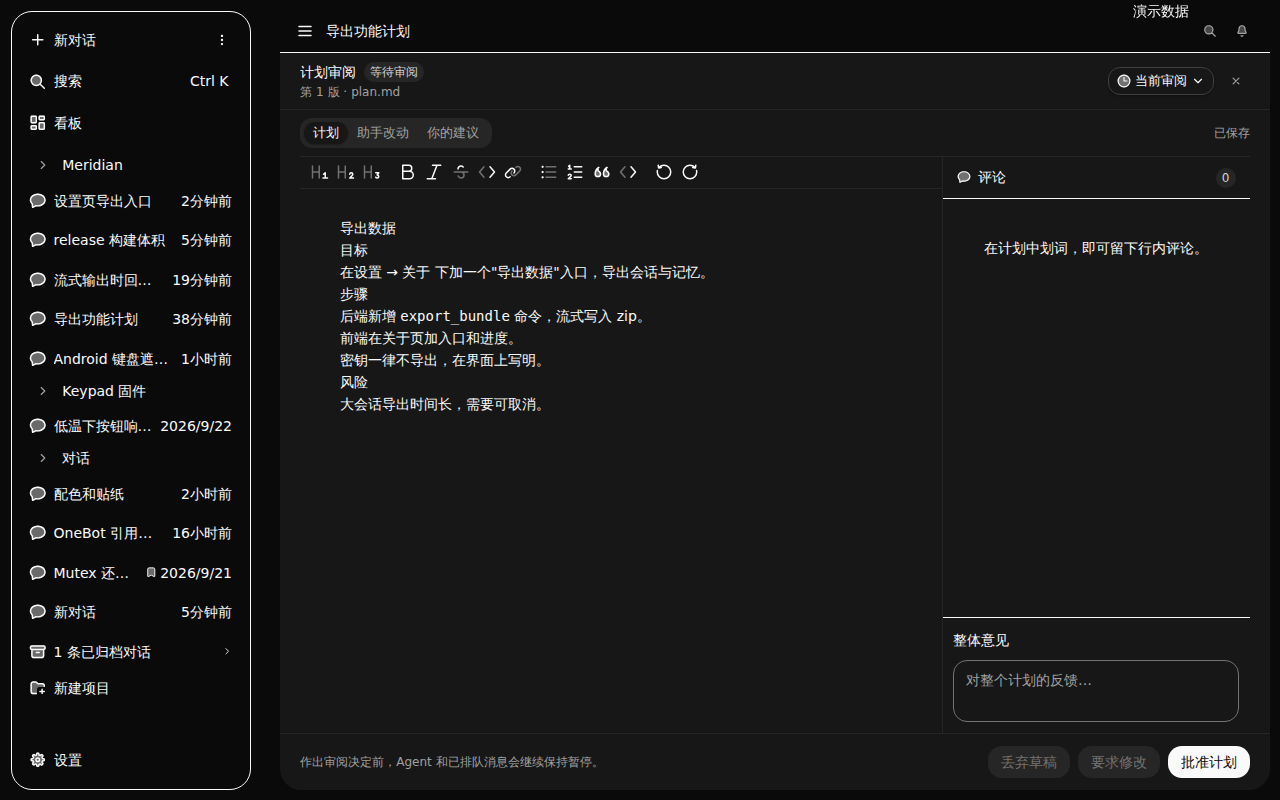 新对话
搜索 Ctrl K
看板
Meridian
设置页导出入口 2分钟前
release 构建体积 5分钟前
流式输出时回… 19分钟前
导出功能计划 38分钟前
Android 键盘遮… 1小时前
Keypad 固件
低温下按钮响… 2026/9/22
对话
配色和贴纸 2小时前
OneBot 引用… 16小时前
Mutex 还… 2026/9/21
新对话 5分钟前
1 条已归档对话
新建项目
设置
演示数据
导出功能计划
计划审阅 等待审阅
第 1 版 · plan.md
当前审阅
计划 助手改动 你的建议
已保存
H1 H2 H3 B I S
评论 0
导出数据
目标
在设置 → 关于 下加一个"导出数据"入口，导出会话与记忆。
步骤
后端新增 export_bundle 命令，流式写入 zip。
前端在关于页加入口和进度。
密钥一律不导出，在界面上写明。
风险
大会话导出时间长，需要可取消。
在计划中划词，即可留下行内评论。
整体意见
对整个计划的反馈…
作出审阅决定前，Agent 和已排队消息会继续保持暂停。
丢弃草稿 要求修改 批准计划